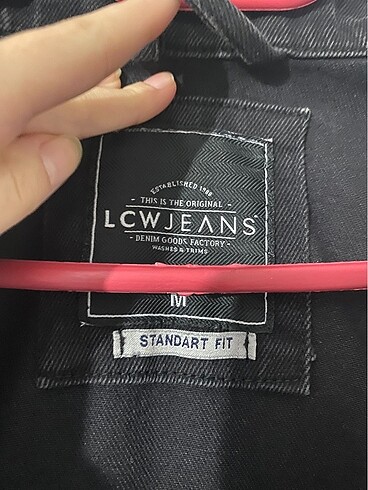 ESTABLISHED 1988
- THIS IS THE ORIGINAL -
LCWJEANS
- DENIM GOODS FACTORY -
WASHED & TRIMS
M
STANDART FIT